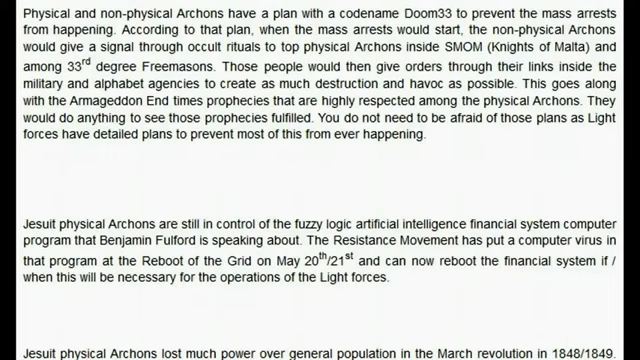 Physical and non-physical Archons have a plan with a codename Doom33 to prevent the mass arrests
from happening. According to that plan, when the mass arrests would start, the non-physical Archons
would give a signal through occult rituals to top physical Archons inside SMOM (Knights of Malta) and
among 33rd degree Freemasons. Those people would then give orders through their links inside the
military and alphabet agencies to create as much destruction and havoc as possible. This goes along
with the Armageddon End times prophecies that are highly respected among the physical Archons. They
would do anything to see those prophecies fulfilled. You do not need to be afraid of those plans as Light
forces have detailed plans to prevent most of this from ever happening.
Jesuit physical Archons are still in control of the fuzzy logic artificial intelligence financial system computer
program that Benjamin Fulford is speaking about. The Resistance Movement has put a computer virus in
that program at the Reboot of the Grid on May 20th/21st and can now reboot the financial system if /
when this will be necessary for the operations of the Light forces.
Jesuit physical Archons lost much power over general population in the March revolution in 1848/1849.